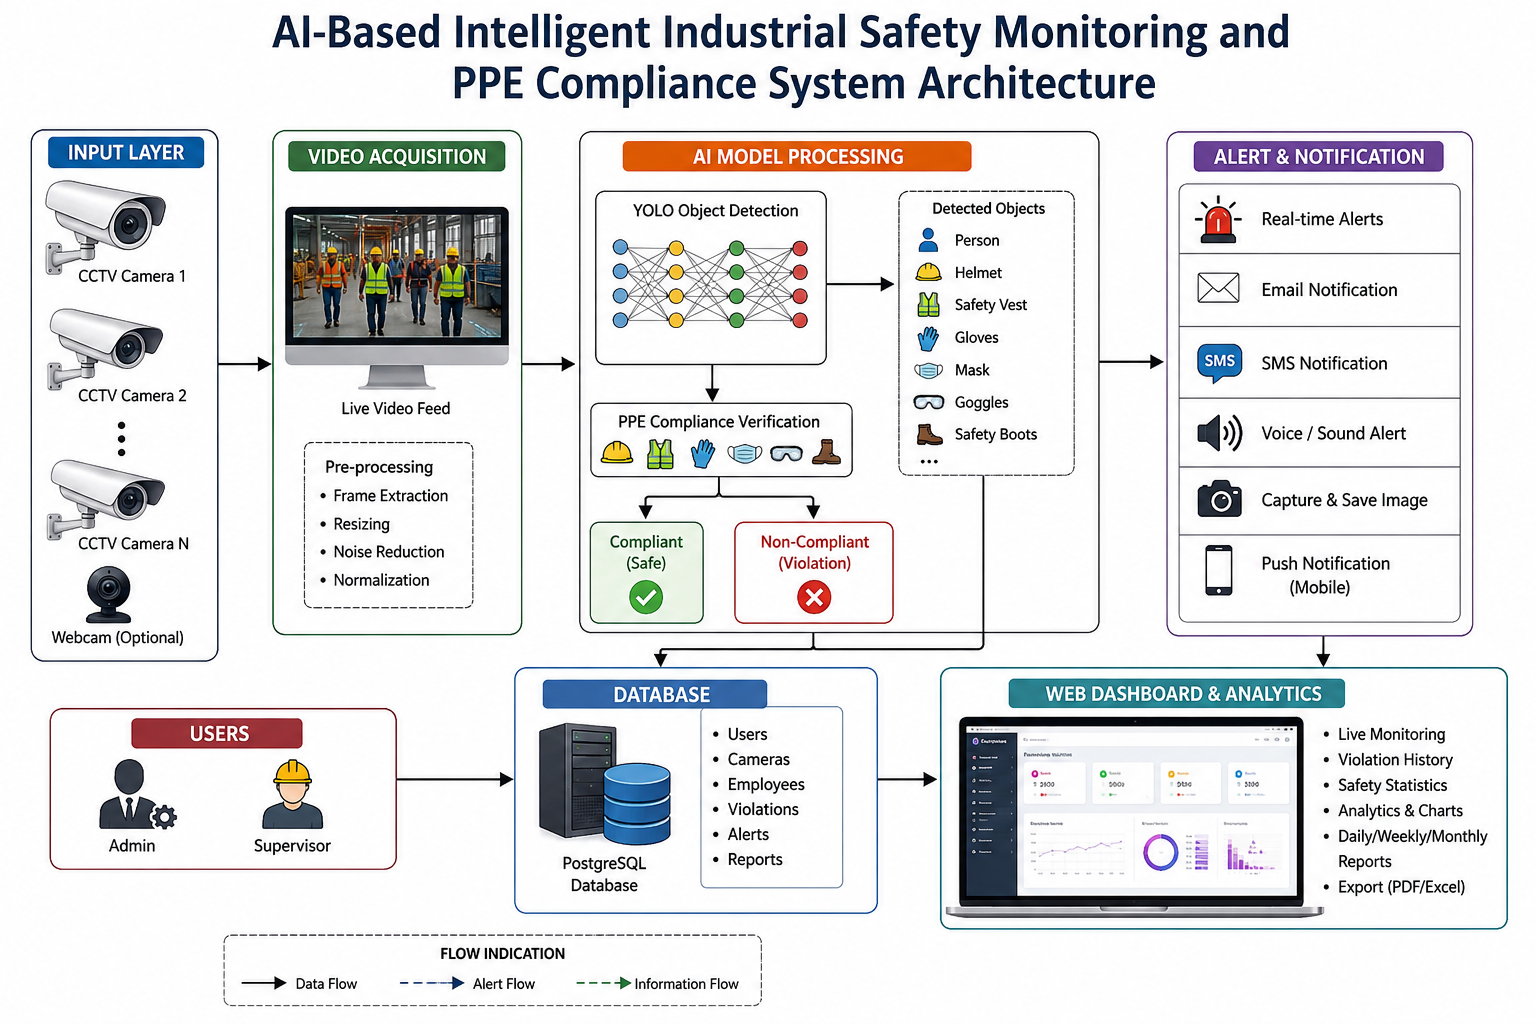 AI-Based Intelligent Industrial Safety Monitoring and
PPE Compliance System Architecture
INPUT LAYER
CCTV Camera 1
CCTV Camera 2
CCTV Camera N
Webcam (Optional)
VIDEO ACQUISITION
Live Video Feed
Pre-processing
• Frame Extraction
• Resizing
• Noise Reduction
• Normalization
AI MODEL PROCESSING
YOLO Object Detection
PPE Compliance Verification
Compliant
(Safe)
Non-Compliant
(Violation)
Detected Objects
Person
Helmet
Safety Vest
Gloves
Mask
Goggles
Safety Boots
...
ALERT & NOTIFICATION
Real-time Alerts
Email Notification
SMS
SMS Notification
Voice / Sound Alert
Capture & Save Image
Push Notification
(Mobile)
USERS
Admin
Supervisor
DATABASE
PostgreSQL
Database
• Users
• Cameras
• Employees
• Violations
• Alerts
• Reports
WEB DASHBOARD & ANALYTICS
• Live Monitoring
• Violation History
• Safety Statistics
• Analytics & Charts
• Daily/Weekly/Monthly
Reports
• Export (PDF/Excel)
FLOW INDICATION
Data Flow
Alert Flow
Information Flow